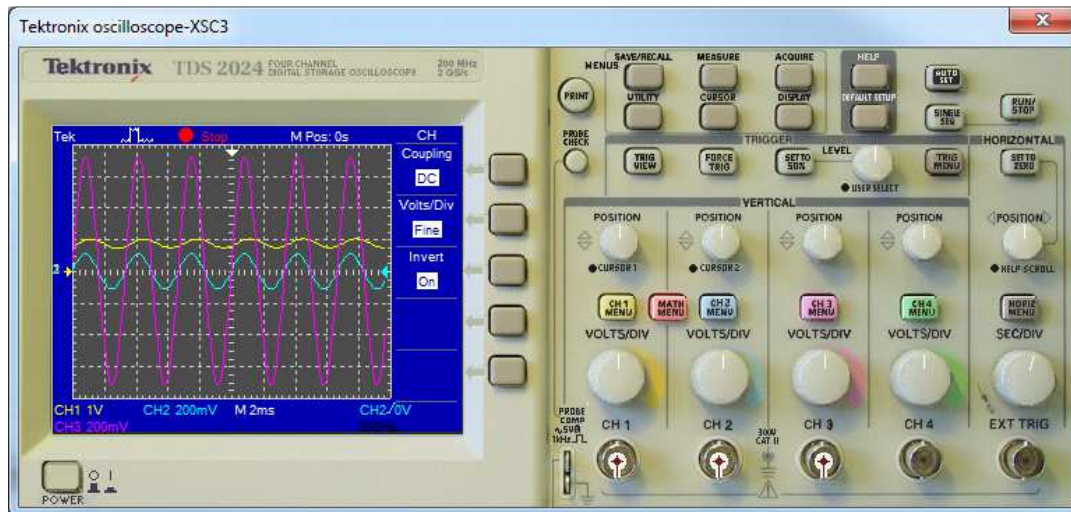 Tektronix oscilloscope-XSC3
Tektronix TDS 2024 FOUR CHANNEL DIGITAL STORAGE OSCILLOSCOPE 200 MHz 2 GS/s
Tek Stop M Pos: 0s CH
Coupling
DC
Volts/Div
Fine
Invert
On
2
CH1 1V CH2 200mV M 2ms CH2/0V
CH3 200mV
POWER
PRINT
MENUS
SAVE/RECALL MEASURE ACQUIRE HELP
UTILITY CURSOR DISPLAY DEFAULT SETUP
AUTO SET
SINGLE SEQ
RUN/STOP
PROBE CHECK
TRIGGER
HORIZONTAL
TRIG VIEW
FORCE TRIG
SET TO 50%
LEVEL
USER SELECT
TRIG MENU
SET TO ZERO
VERTICAL
POSITION POSITION POSITION POSITION POSITION
CURSOR 1 CURSOR 2 HELP SCROLL
CH 1 MENU
MATH MENU
CH 2 MENU
CH 3 MENU
CH 4 MENU
HORIZ MENU
VOLTS/DIV VOLTS/DIV VOLTS/DIV VOLTS/DIV SEC/DIV
PROBE COMP
~5V
1kHz
CH 1 CH 2 CH 3 CH 4 EXT TRIG
300V
CAT II